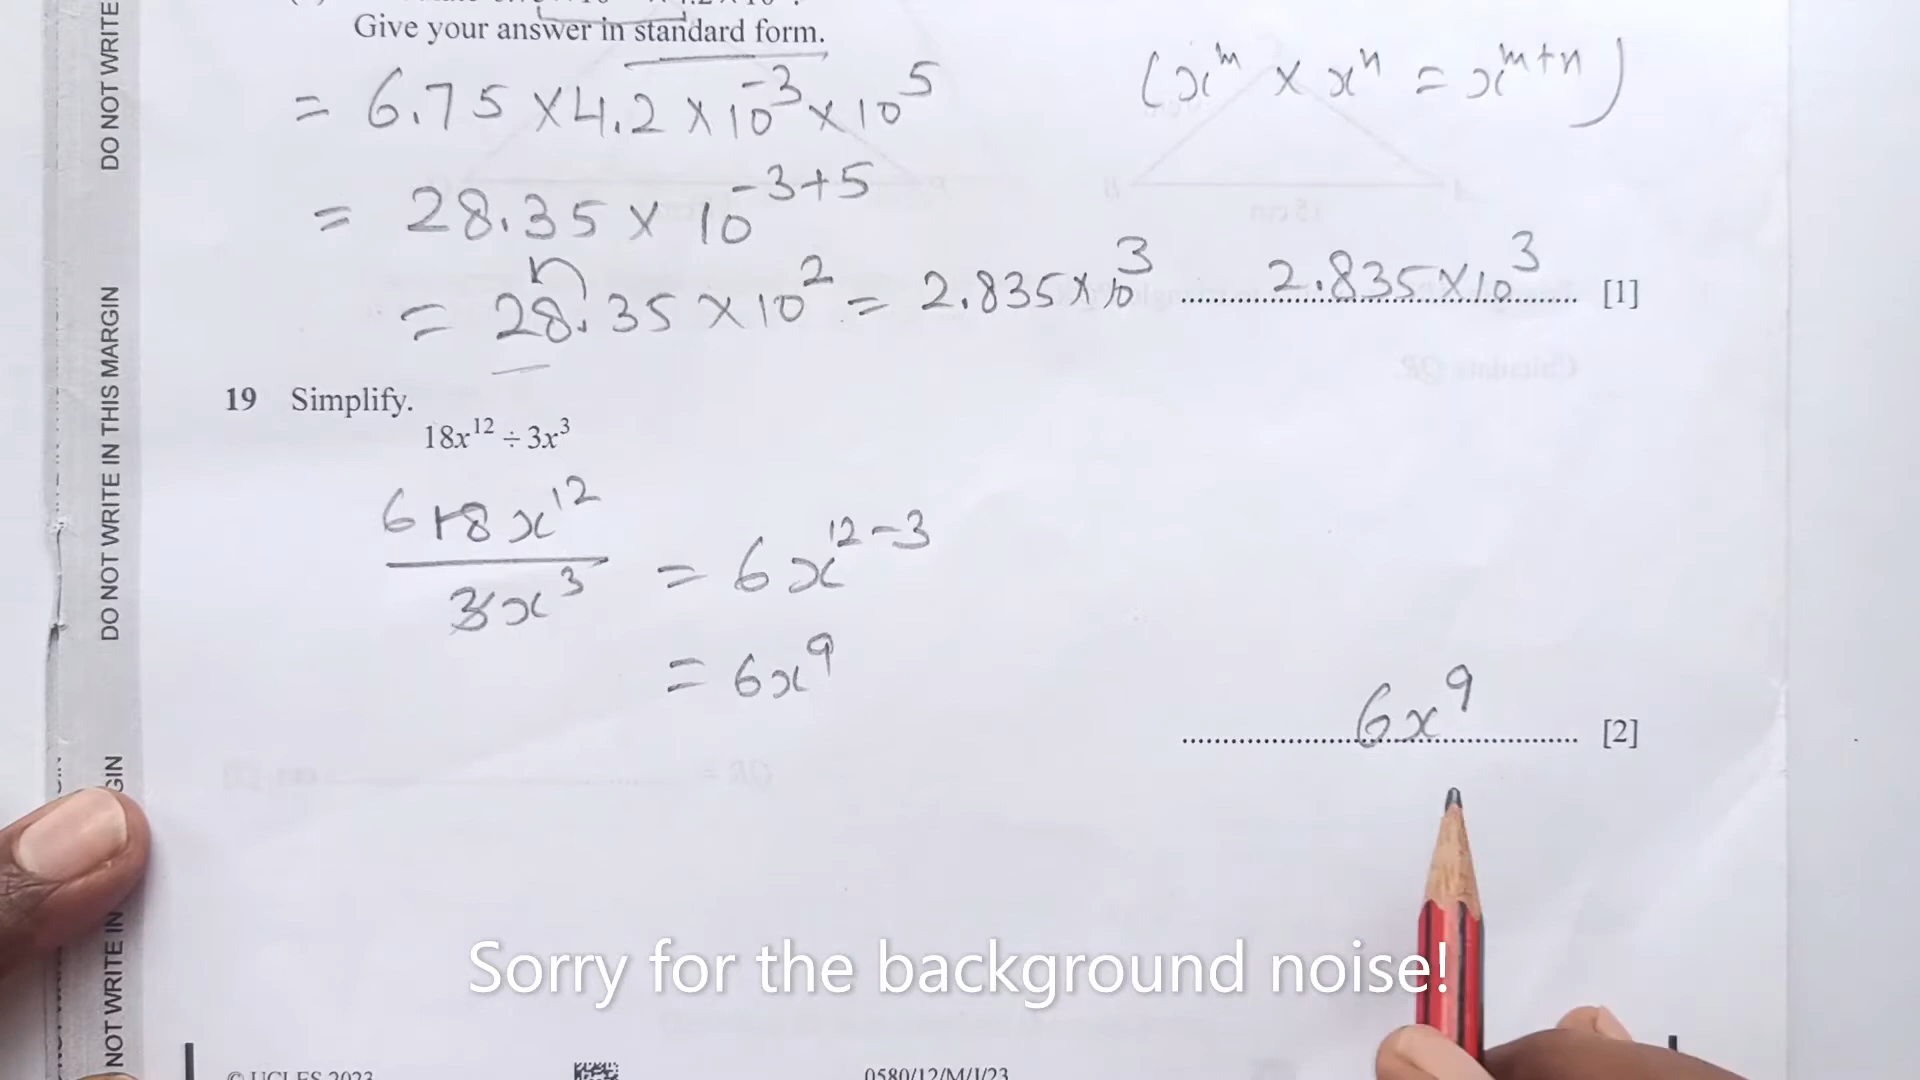 Give your answer in standard form.
(x^m × x^n = x^{m+n})
= 6.75 × 4.2 × 10^{-3} × 10^5
= 28.35 × 10^{-3+5}
= 28.35 × 10^2 = 2.835 × 10^3 2.835 × 10^3 [1]
19 Simplify.
18x^{12} ÷ 3x^3
6 18x^{12}
3x^3
= 6x^{12-3}
= 6x^9
6x^9 [2]
Sorry for the background noise!
© UCLES 2023
0580/12/M/J/23
DO NOT WRITE
DO NOT WRITE IN THIS MARGIN
NOT WRITE IN
GIN